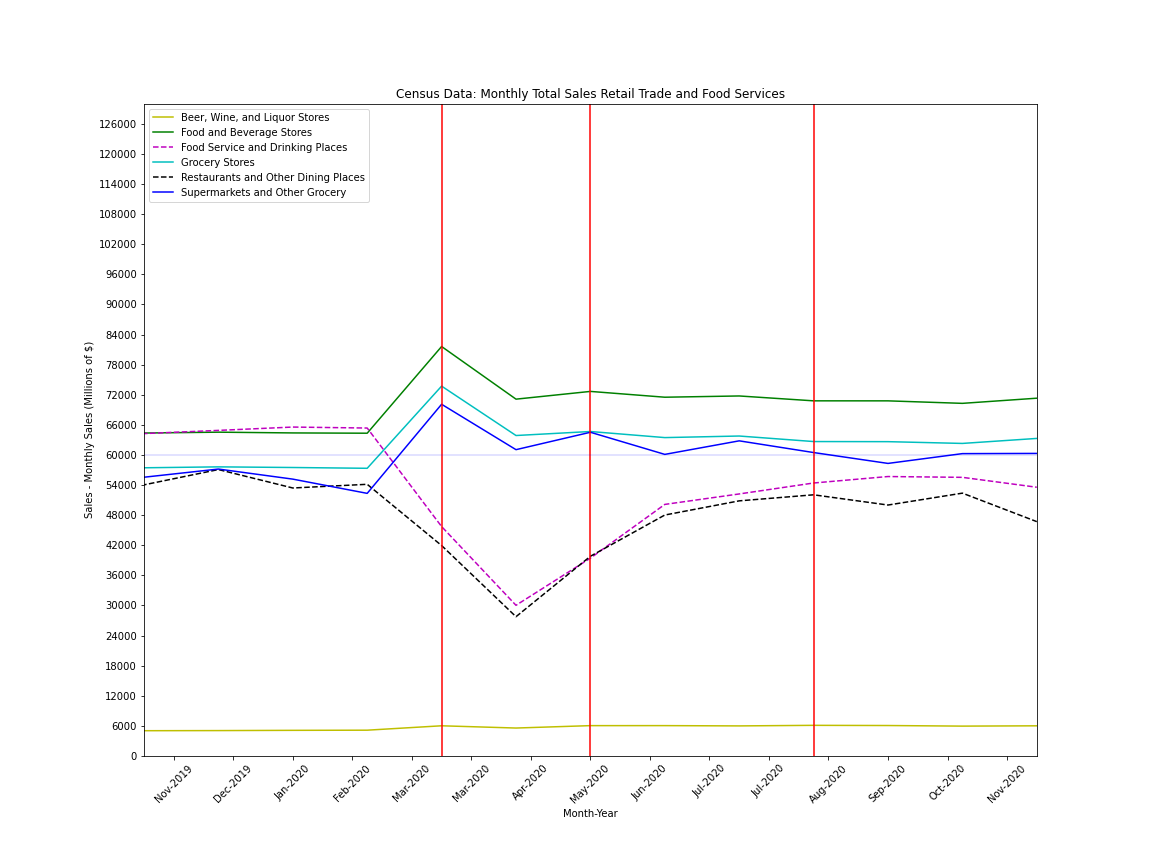 Census Data: Monthly Total Sales Retail Trade and Food Services
Beer, Wine, and Liquor Stores
Food and Beverage Stores
Food Service and Drinking Places
Grocery Stores
Restaurants and Other Dining Places
Supermarkets and Other Grocery
126000
120000
114000
108000
102000
96000
90000
84000
78000
72000
66000
60000
54000
48000
42000
36000
30000
24000
18000
12000
6000
0
Sales - Monthly Sales (Millions of $)
Nov-2019
Dec-2019
Jan-2020
Feb-2020
Mar-2020
Mar-2020
Apr-2020
May-2020
Jun-2020
Jul-2020
Jul-2020
Aug-2020
Sep-2020
Oct-2020
Nov-2020
Month-Year